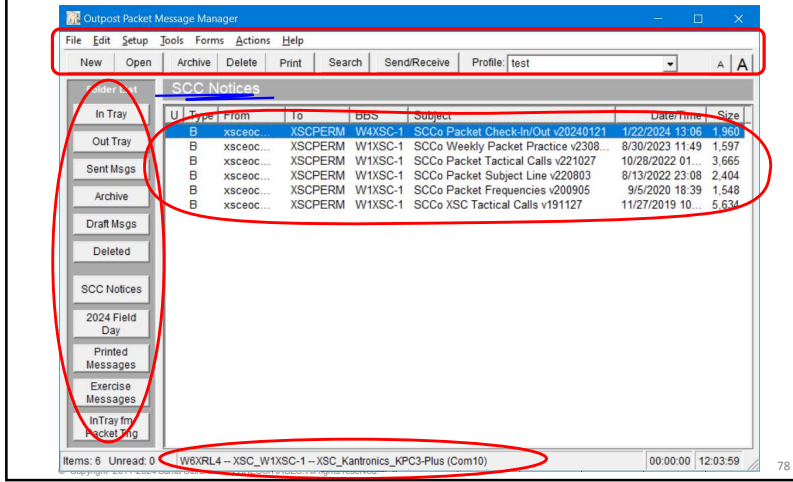 Outpost Packet Message Manager
File Edit Setup Tools Forms Actions Help
New Open Archive Delete Print Search Send/Receive Profile: test A A
Folder List SCC Notices
In Tray
Out Tray
Sent Msgs
Archive
Draft Msgs
Deleted
SCC Notices
2024 Field
Day
Printed
Messages
Exercise
Messages
InTray fm
Packet Tng
U Type From To BBS Subject Date/Time Size
B xsceoc... XSCPERM W4XSC-1 SCCo Packet Check-In/Out v20240121 1/22/2024 13:06 1,960
B xsceoc... XSCPERM W1XSC-1 SCCo Weekly Packet Practice v2308... 8/30/2023 11:49 1,597
B xsceoc... XSCPERM W1XSC-1 SCCo Packet Tactical Calls v221027 10/28/2022 01... 3,665
B xsceoc... XSCPERM W1XSC-1 SCCo Packet Subject Line v220803 8/13/2022 23:08 2,404
B xsceoc... XSCPERM W1XSC-1 SCCo Packet Frequencies v200905 9/5/2020 18:39 1,548
B xsceoc... XSCPERM W1XSC-1 SCCo XSC Tactical Calls v191127 11/27/2019 10... 5,634
Items: 6 Unread: 0 W6XRL4 -- XSC_W1XSC-1 -- XSC_Kantronics_KPC3-Plus (Com10) 00:00:00 12:03:59
78